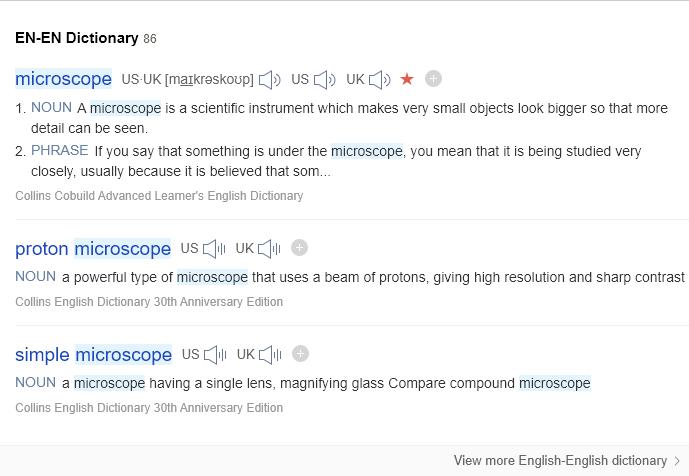 EN-EN Dictionary 86
microscope US·UK [maɪkrəskoʊp] US UK
1. NOUN A microscope is a scientific instrument which makes very small objects look bigger so that more
detail can be seen.
2. PHRASE If you say that something is under the microscope, you mean that it is being studied very
closely, usually because it is believed that som...
Collins Cobuild Advanced Learner's English Dictionary
proton microscope US UK
NOUN a powerful type of microscope that uses a beam of protons, giving high resolution and sharp contrast
Collins English Dictionary 30th Anniversary Edition
simple microscope US UK
NOUN a microscope having a single lens, magnifying glass Compare compound microscope
Collins English Dictionary 30th Anniversary Edition
View more English-English dictionary